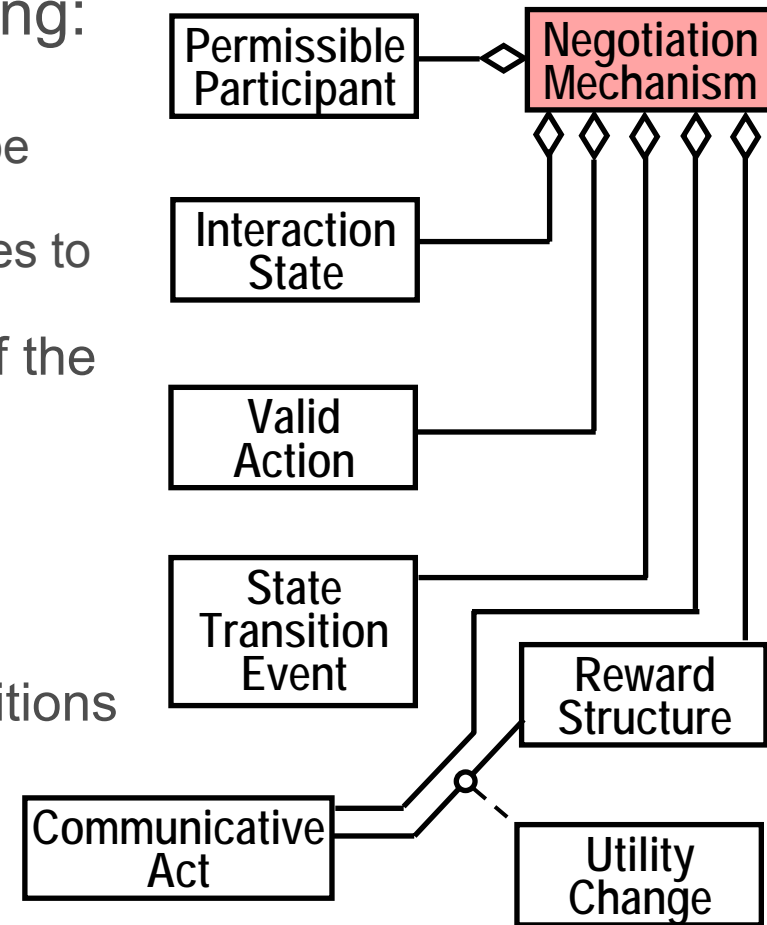 ng:
be
es to
f the
itions
Permissible
Participant
Negotiation
Mechanism
Interaction
State
Valid
Action
State
Transition
Event
Reward
Structure
Communicative
Act
Utility
Change